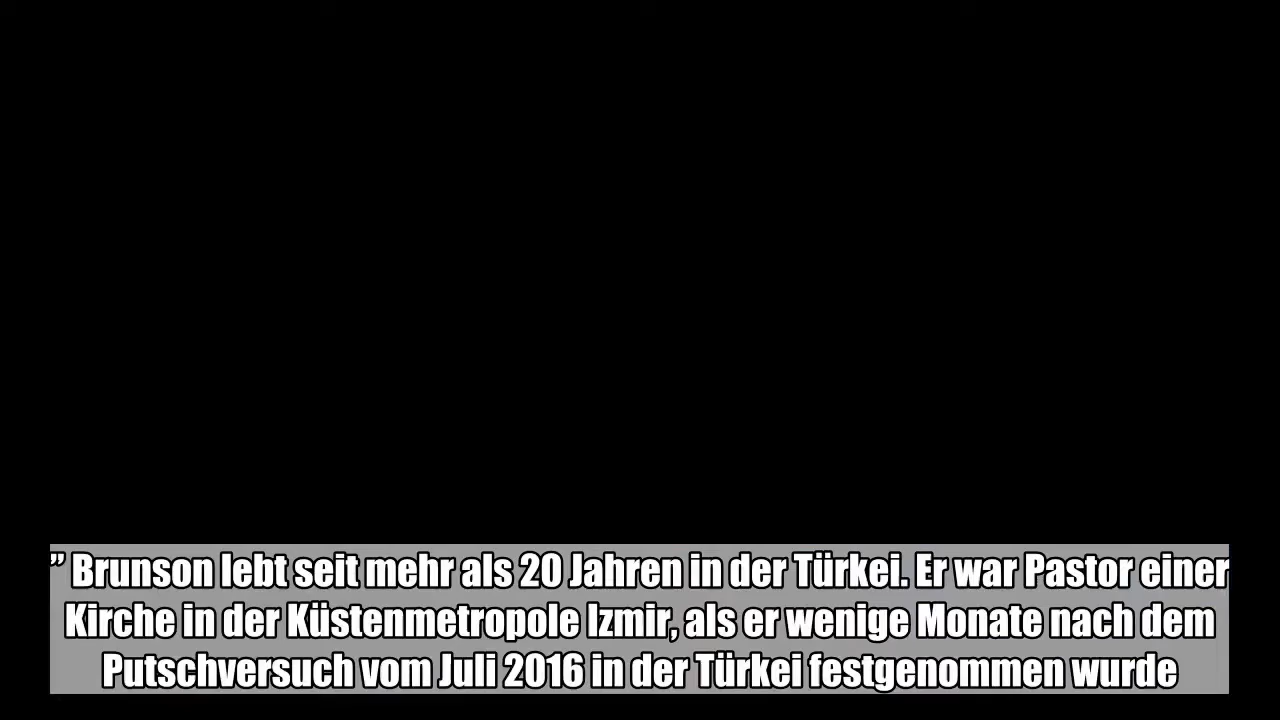 ” Brunson lebt seit mehr als 20 Jahren in der Türkei. Er war Pastor einer
Kirche in der Küstenmetropole Izmir, als er wenige Monate nach dem
Putschversuch vom Juli 2016 in der Türkei festgenommen wurde